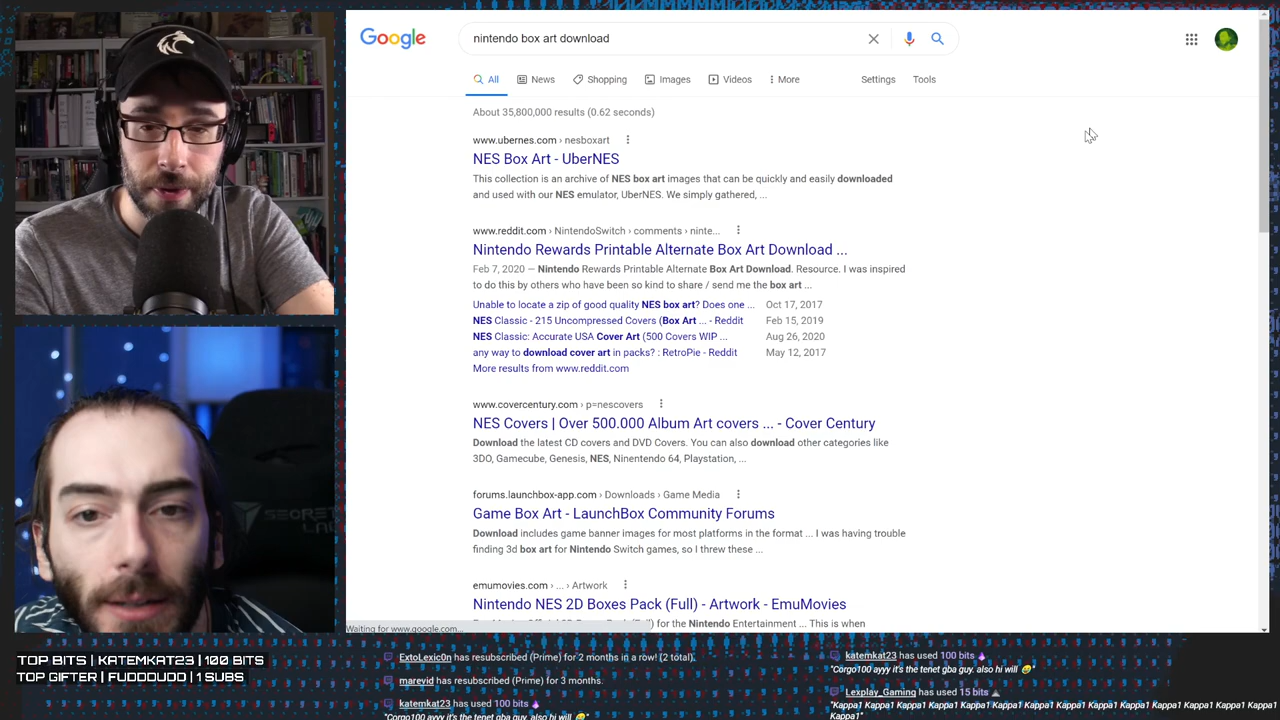 Google
nintendo box art download
All
News
Shopping
Images
Videos
More
Settings
Tools
About 35,800,000 results (0.62 seconds)
www.ubernes.com › nesboxart
NES Box Art - UberNES
This collection is an archive of NES box art images that can be quickly and easily downloaded
and used with our NES emulator, UberNES. We simply gathered, ...
www.reddit.com › NintendoSwitch › comments › ninte...
Nintendo Rewards Printable Alternate Box Art Download ...
Feb 7, 2020 — Nintendo Rewards Printable Alternate Box Art Download. Resource. I was inspired
to do this by others who have been so kind to share / send me the box art ...
Unable to locate a zip of good quality NES box art? Does one ... Oct 17, 2017
NES Classic - 215 Uncompressed Covers (Box Art ... - Reddit Feb 15, 2019
NES Classic: Accurate USA Cover Art (500 Covers WIP ... Aug 26, 2020
any way to download cover art in packs? : RetroPie - Reddit May 12, 2017
More results from www.reddit.com
www.covercentury.com › p=nescovers
NES Covers | Over 500.000 Album Art covers ... - Cover Century
Download the latest CD covers and DVD Covers. You can also download other categories like
3DO, Gamecube, Genesis, NES, Ninentendo 64, Playstation, ...
forums.launchbox-app.com › Downloads › Game Media
Game Box Art - LaunchBox Community Forums
Download includes game banner images for most platforms in the format ... I was having trouble
finding 3d box art for Nintendo Switch games, so I threw these ...
emumovies.com › ... › Artwork
Nintendo NES 2D Boxes Pack (Full) - Artwork - EmuMovies
for the Nintendo Entertainment ... This is when
Waiting for www.google.com...
SECRET
TOP BITS | KATEMKAT23 | 100 BITS
TOP GIFTER | FUDDOUDO | 1 SUBS
ExtoLexic0n has resubscribed (Prime) for 2 months in a row! (2 total).
marevid has resubscribed (Prime) for 3 months.
katemkat23 has used 100 bits
"Corgo100 ayyy it's the tenet gba guy. also hi will
katemkat23 has used 100 bits
"Corgo100 ayyy it's the tenet gba guy. also hi will "
Lexplay_Gaming has used 15 bits
"Kappa1 Kappa1 Kappa1 Kappa1 Kappa1 Kappa1 Kappa1 Kappa1 Kappa1 Kappa1 Kappa1 Kappa1 Kappa1 Kappa1
Kappa1"